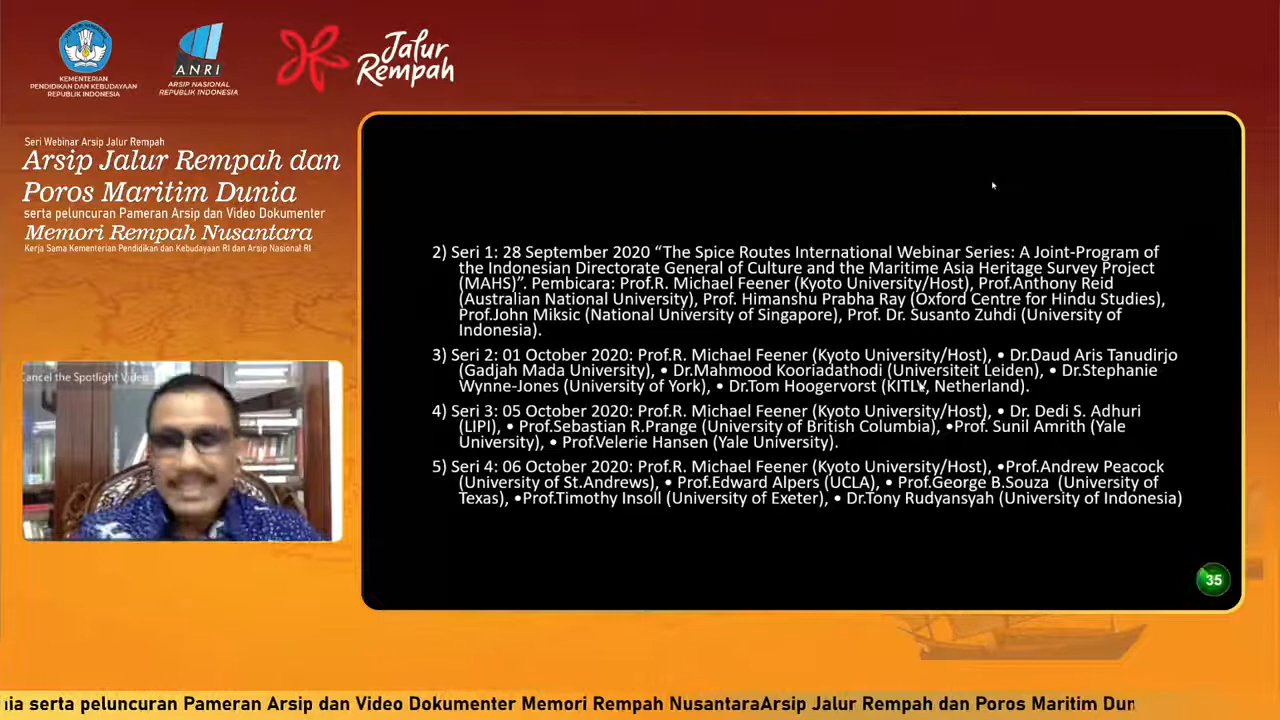 KEMENTERIAN
PENDIDIKAN DAN KEBUDAYAAN
REPUBLIK INDONESIA
ANRI
ARSIP NASIONAL
REPUBLIK INDONESIA
Jalur
Rempah
Seri Webinar Arsip Jalur Rempah
Arsip Jalur Rempah dan
Poros Maritim Dunia
serta peluncuran Pameran Arsip dan Video Dokumenter
Memori Rempah Nusantara
Kerja Sama Kementerian Pendidikan dan Kebudayaan RI dan Arsip Nasional RI
Cancel the Spotlight Video
2) Seri 1: 28 September 2020 “The Spice Routes International Webinar Series: A Joint-Program of
the Indonesian Directorate General of Culture and the Maritime Asia Heritage Survey Project
(MAHS)”. Pembicara: Prof.R. Michael Feener (Kyoto University/Host), Prof.Anthony Reid
(Australian National University), Prof. Himanshu Prabha Ray (Oxford Centre for Hindu Studies),
Prof.John Miksic (National University of Singapore), Prof. Dr. Susanto Zuhdi (University of
Indonesia).
3) Seri 2: 01 October 2020: Prof.R. Michael Feener (Kyoto University/Host), • Dr.Daud Aris Tanudirjo
(Gadjah Mada University), • Dr.Mahmood Kooriadathodi (Universiteit Leiden), • Dr.Stephanie
Wynne-Jones (University of York), • Dr.Tom Hoogervorst (KITLV, Netherland).
4) Seri 3: 05 October 2020: Prof.R. Michael Feener (Kyoto University/Host), • Dr. Dedi S. Adhuri
(LIPI), • Prof.Sebastian R.Prange (University of British Columbia), •Prof. Sunil Amrith (Yale
University), • Prof.Velerie Hansen (Yale University).
5) Seri 4: 06 October 2020: Prof.R. Michael Feener (Kyoto University/Host), •Prof.Andrew Peacock
(University of St.Andrews), • Prof.Edward Alpers (UCLA), • Prof.George B.Souza (University of
Texas), •Prof.Timothy Insoll (University of Exeter), • Dr.Tony Rudyansyah (University of Indonesia)
35
nia serta peluncuran Pameran Arsip dan Video Dokumenter Memori Rempah NusantaraArsip Jalur Rempah dan Poros Maritim Dun